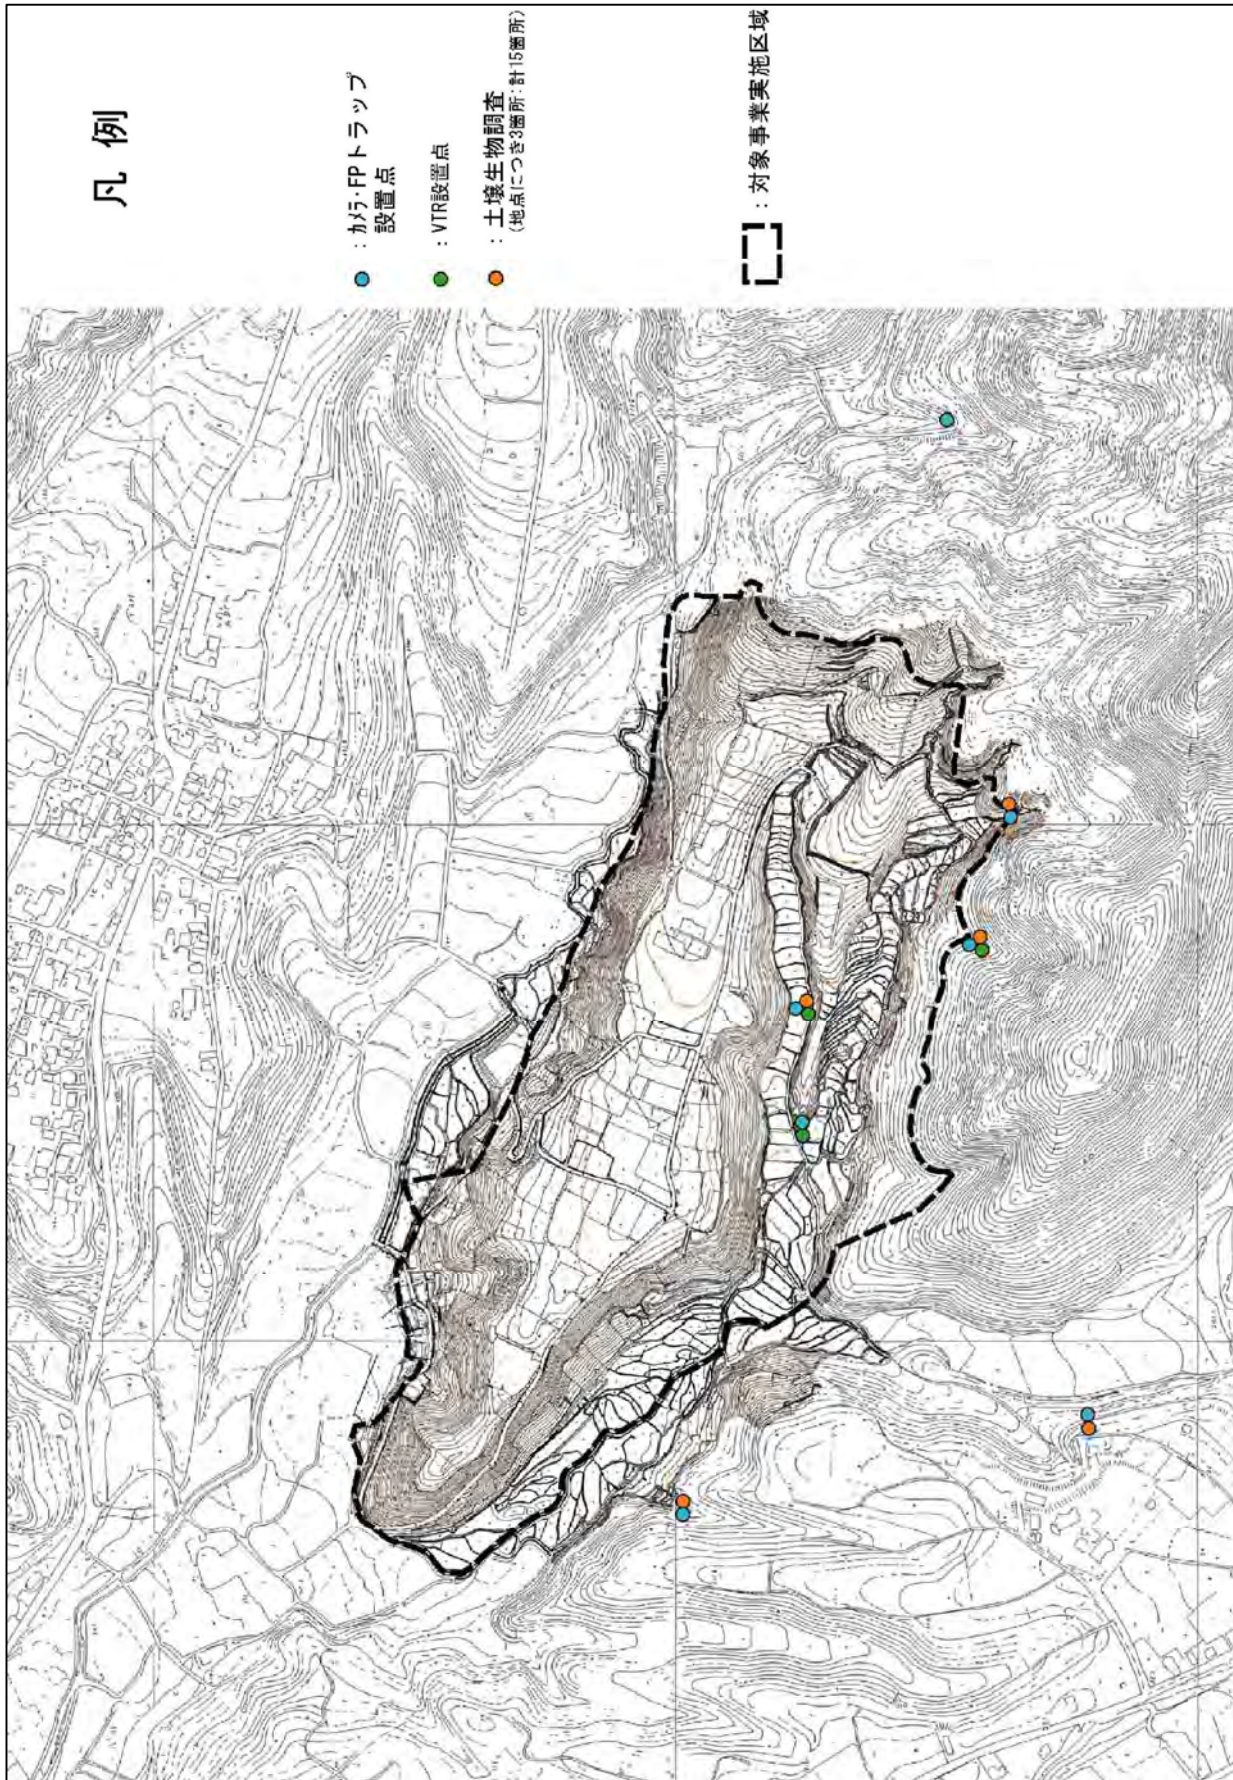 凡 例
：ｶﾒﾗ・FPトラップ
設置点
：VTR設置点
：土壌生物調査
（地点につき3箇所：計15箇所）
：対象事業実施区域